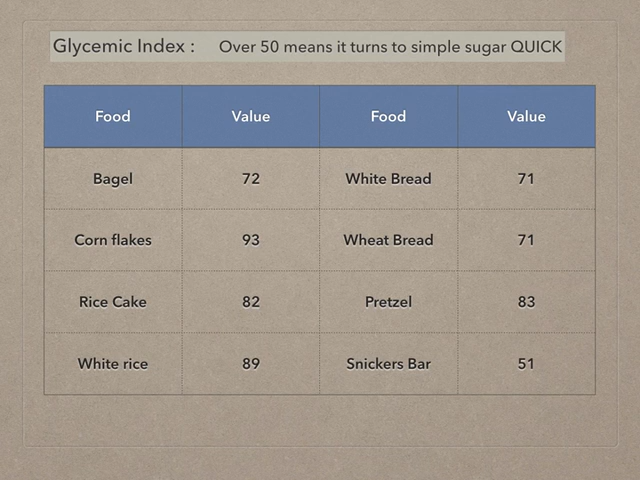 Glycemic Index : Over 50 means it turns to simple sugar QUICK
Food Value Food Value
Bagel 72 White Bread 71
Corn flakes 93 Wheat Bread 71
Rice Cake 82 Pretzel 83
White rice 89 Snickers Bar 51